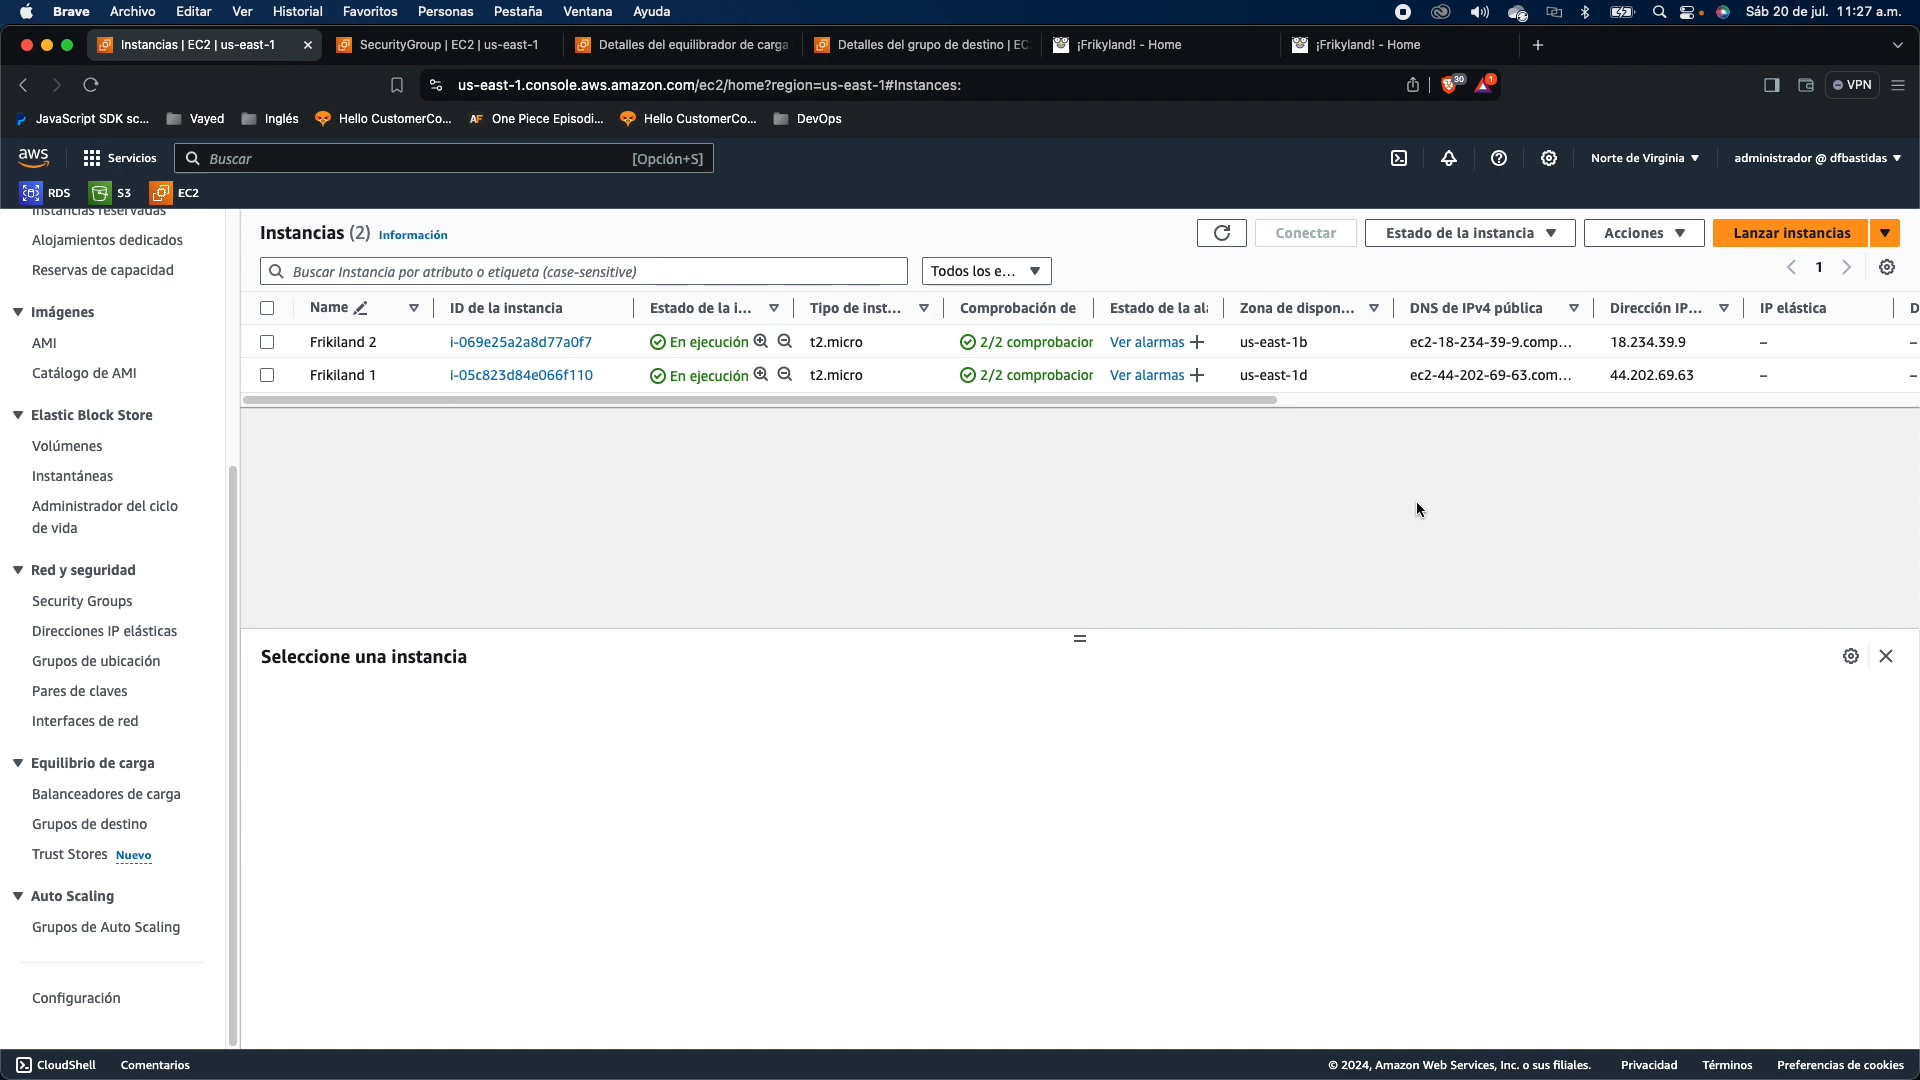 Brave Archivo Editar Ver Historial Favoritos Personas Pestaña Ventana Ayuda Sáb 20 de jul. 11:27 a.m.
Instancias | EC2 | us-east-1 SecurityGroup | EC2 | us-east-1 Detalles del equilibrador de carga Detalles del grupo de destino | EC ¡Frikyland! - Home ¡Frikyland! - Home
us-east-1.console.aws.amazon.com/ec2/home?region=us-east-1#Instances: 30 1 VPN
JavaScript SDK sc... Vayed Inglés Hello CustomerCo... AF One Piece Episodi... Hello CustomerCo... DevOps
aws Servicios Buscar [Opción+S] Norte de Virginia administrador @ dfbastidas
RDS S3 EC2
Instancias reservadas
Alojamientos dedicados
Reservas de capacidad
Imágenes
AMI
Catálogo de AMI
Elastic Block Store
Volúmenes
Instantáneas
Administrador del ciclo
de vida
Red y seguridad
Security Groups
Direcciones IP elásticas
Grupos de ubicación
Pares de claves
Interfaces de red
Equilibrio de carga
Balanceadores de carga
Grupos de destino
Trust Stores Nuevo
Auto Scaling
Grupos de Auto Scaling
Configuración
Instancias (2) Información Conectar Estado de la instancia Acciones Lanzar instancias
Buscar Instancia por atributo o etiqueta (case-sensitive) Todos los e... 1
Name ID de la instancia Estado de la i... Tipo de inst... Comprobación de Estado de la al Zona de dispon... DNS de IPv4 pública Dirección IP... IP elástica D
Frikiland 2 i-069e25a2a8d77a0f7 En ejecución t2.micro 2/2 comprobacior Ver alarmas us-east-1b ec2-18-234-39-9.comp... 18.234.39.9 – –
Frikiland 1 i-05c823d84e066f110 En ejecución t2.micro 2/2 comprobacior Ver alarmas us-east-1d ec2-44-202-69-63.com... 44.202.69.63 – –
Seleccione una instancia
CloudShell Comentarios © 2024, Amazon Web Services, Inc. o sus filiales. Privacidad Términos Preferencias de cookies